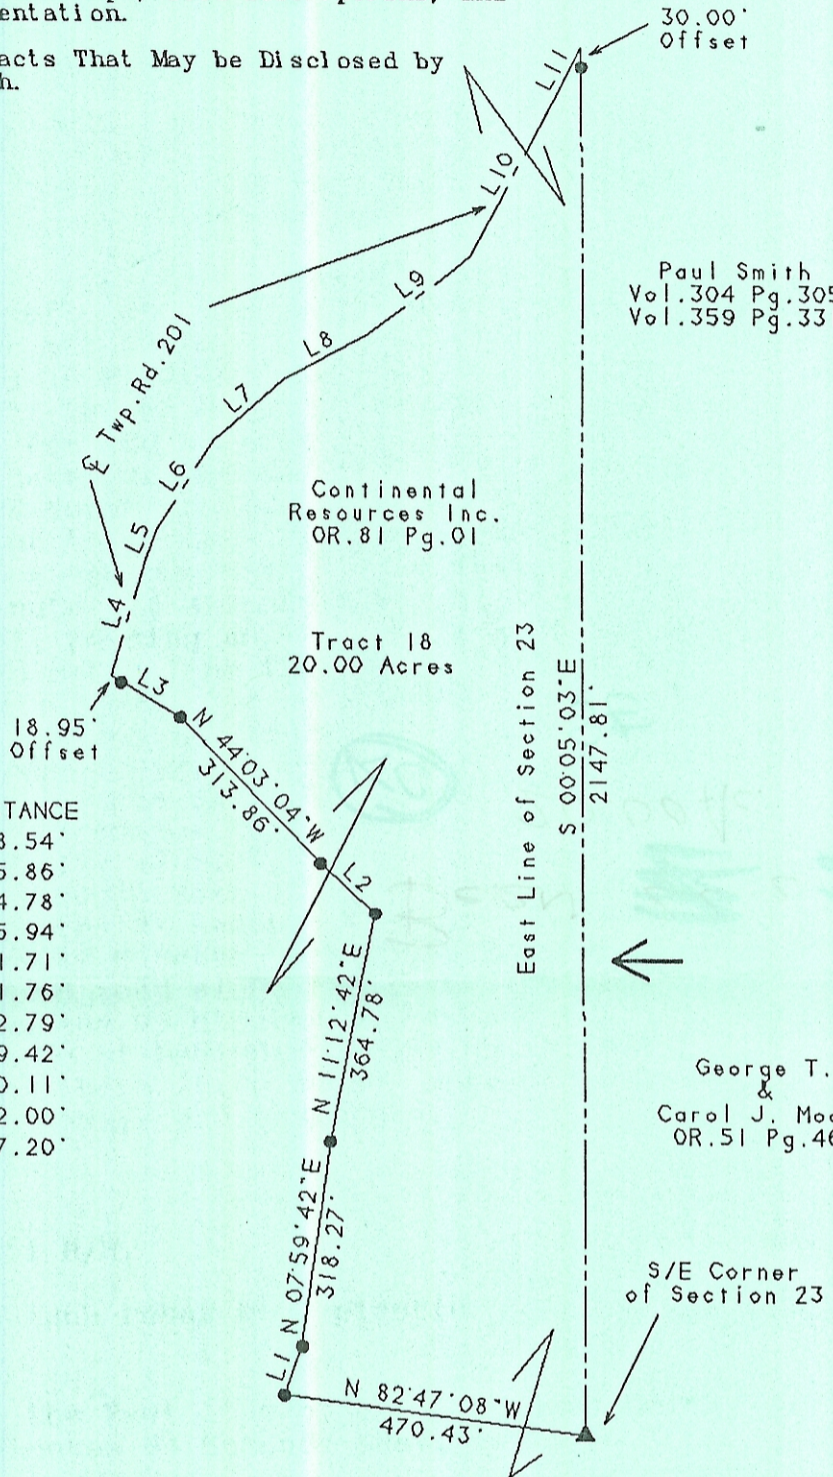 entation.
acts That May be Disclosed by
h.
30.00'
Offset
L11
L10
L9
L8
L7
L6
L5
L4
℄ Twp.Rd.201
Paul Smith
Vol.304 Pg.305
Vol.359 Pg.33
Continental
Resources Inc.
OR.81 Pg.01
Tract 18
20.00 Acres
L3
18.95'
Offset
N 44°03'04"W
313.86'
L2
East Line of Section 23
S 00°05'03"E
2147.81'
TANCE
3.54'
5.86'
4.78'
5.94'
1.71'
1.76'
2.79'
9.42'
0.11'
2.00'
7.20'
N 11°12'42"E
364.78'
George T.
&
Carol J. Moo
OR.51 Pg.46
N 07°59'42"E
318.27'
L1
S/E Corner
of Section 23
N 82°47'08"W
470.43'